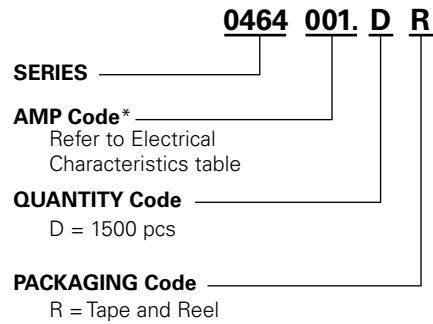 0464 001. D R
SERIES
AMP Code*
Refer to Electrical
Characteristics table
QUANTITY Code
D = 1500 pcs
PACKAGING Code
R = Tape and Reel